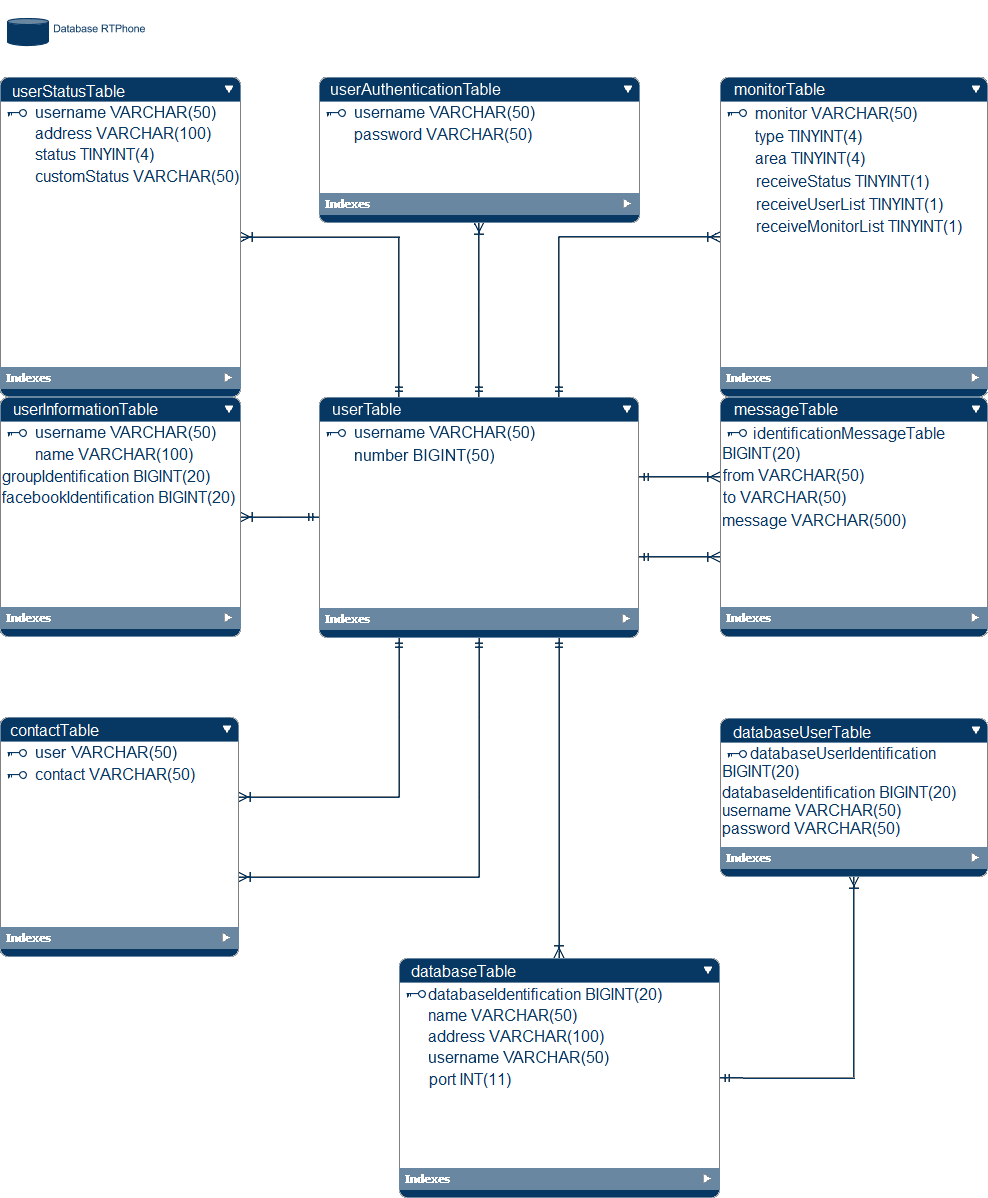 Database RTPhone
userStatusTable
username VARCHAR(50)
address VARCHAR(100)
status TINYINT(4)
customStatus VARCHAR(50)
Indexes
userAuthenticationTable
username VARCHAR(50)
password VARCHAR(50)
Indexes
monitorTable
monitor VARCHAR(50)
type TINYINT(4)
area TINYINT(4)
receiveStatus TINYINT(1)
receiveUserList TINYINT(1)
receiveMonitorList TINYINT(1)
Indexes
userInformationTable
username VARCHAR(50)
name VARCHAR(100)
groupIdentification BIGINT(20)
facebookIdentification BIGINT(20)
Indexes
userTable
username VARCHAR(50)
number BIGINT(50)
Indexes
messageTable
identificationMessageTable
BIGINT(20)
from VARCHAR(50)
to VARCHAR(50)
message VARCHAR(500)
Indexes
contactTable
user VARCHAR(50)
contact VARCHAR(50)
Indexes
databaseUserTable
databaseUserIdentification
BIGINT(20)
databaseIdentification BIGINT(20)
username VARCHAR(50)
password VARCHAR(50)
Indexes
databaseTable
databaseIdentification BIGINT(20)
name VARCHAR(50)
address VARCHAR(100)
username VARCHAR(50)
port INT(11)
Indexes